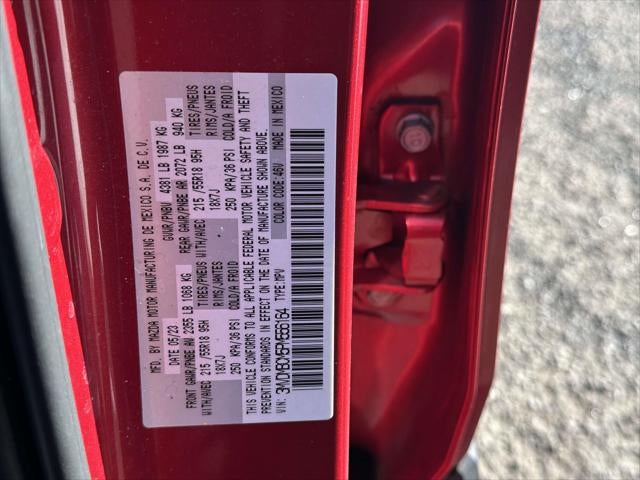 MFD. BY MAZDA MOTOR MANUFACTURING DE MEXICO S.A. DE C.V.
DATE 05/23 GVWR/PNBV 4381 LB 1987 KG
FRONT GAWR/PNBE AV 2355 LB 1068 KG REAR GAWR/PNBE AR 2072 LB 940 KG
WITH/AVEC 215 /55R18 95H TIRES/PNEUS WITH/AVEC 215 /55R18 95H TIRES/PNEUS
18X7J RIMS/JANTES 18X7J RIMS/JANTES
250 KPA/36 PSI COLD/A FROID 250 KPA/36 PSI COLD/A FROID
THIS VEHICLE CONFORMS TO ALL APPLICABLE FEDERAL MOTOR VEHICLE SAFETY AND THEFT
PREVENTION STANDARDS IN EFFECT ON THE DATE OF MANUFACTURE SHOWN ABOVE.
VIN: 3MVDMBCM5PM556164 TYPE:MPV COLOR CODE:46V MADE IN MEXICO